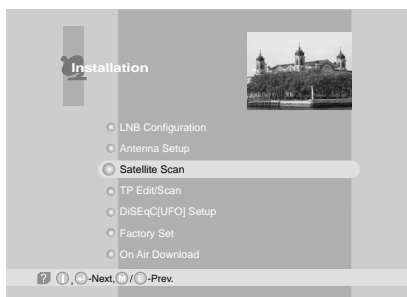 Installation
LNB Configuration
Antenna Setup
Satellite Scan
TP Edit/Scan
DiSEqC[UFO] Setup
Factory Set
On Air Download
? , -Next, M / E -Prev.